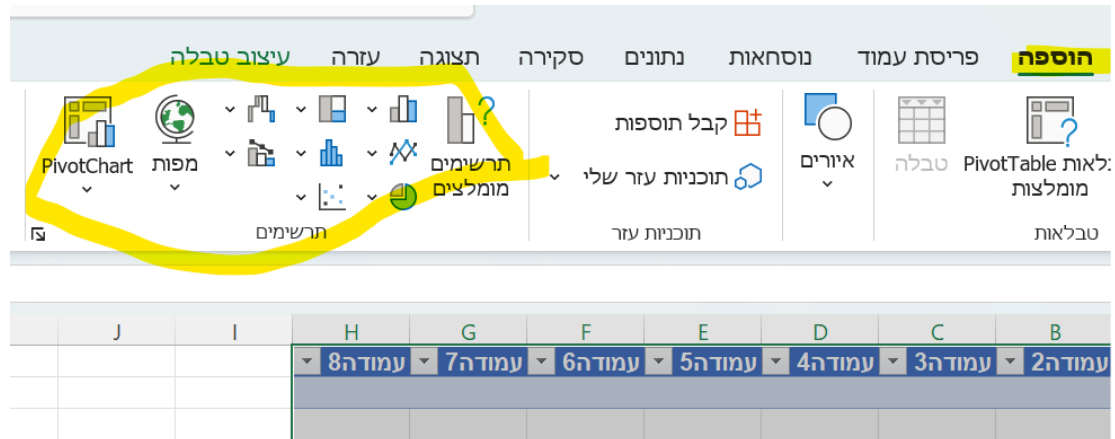 הוספה פריסת עמוד נוסחאות נתונים סקירה תצוגה עזרה עיצוב טבלה
PivotTable מומלצות
טבלה
טבלאות
איורים
קבל תוספות
תוכניות עזר שלי
תוכניות עזר
תרשימים
מומלצים
מפות
PivotChart
תרשימים
B C D E F G H I J
עמודה2 עמודה3 עמודה4 עמודה5 עמודה6 עמודה7 עמודה8